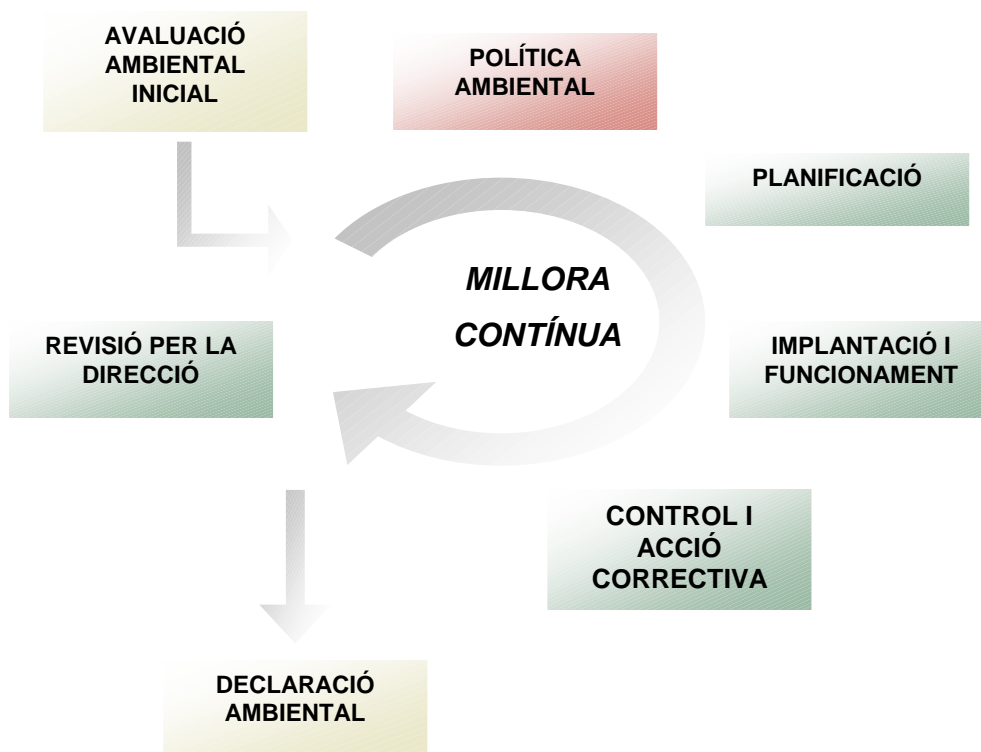 AVALUACIÓ
AMBIENTAL
INICIAL
POLÍTICA
AMBIENTAL
PLANIFICACIÓ
MILLORA
CONTÍNUA
REVISIÓ PER LA
DIRECCIÓ
IMPLANTACIÓ I
FUNCIONAMENT
CONTROL I
ACCIÓ
CORRECTIVA
DECLARACIÓ
AMBIENTAL